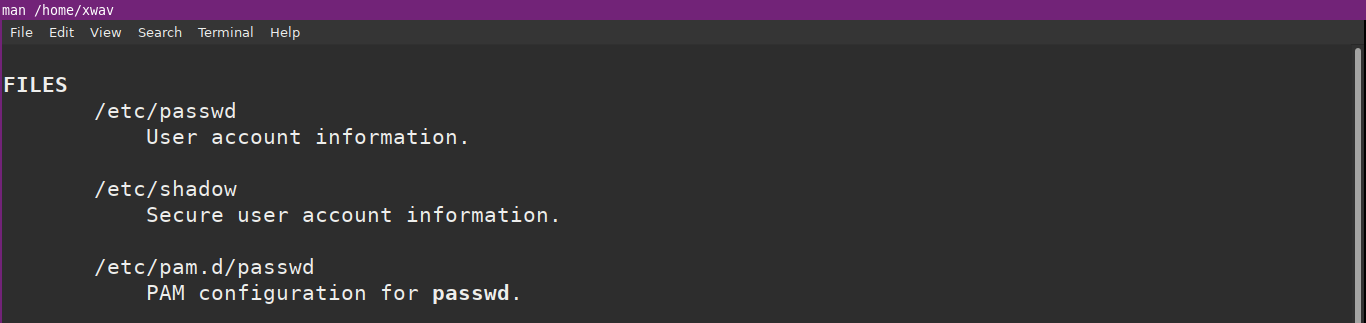 man /home/xwav
File Edit View Search Terminal Help
FILES
/etc/passwd
User account information.
/etc/shadow
Secure user account information.
/etc/pam.d/passwd
PAM configuration for passwd.